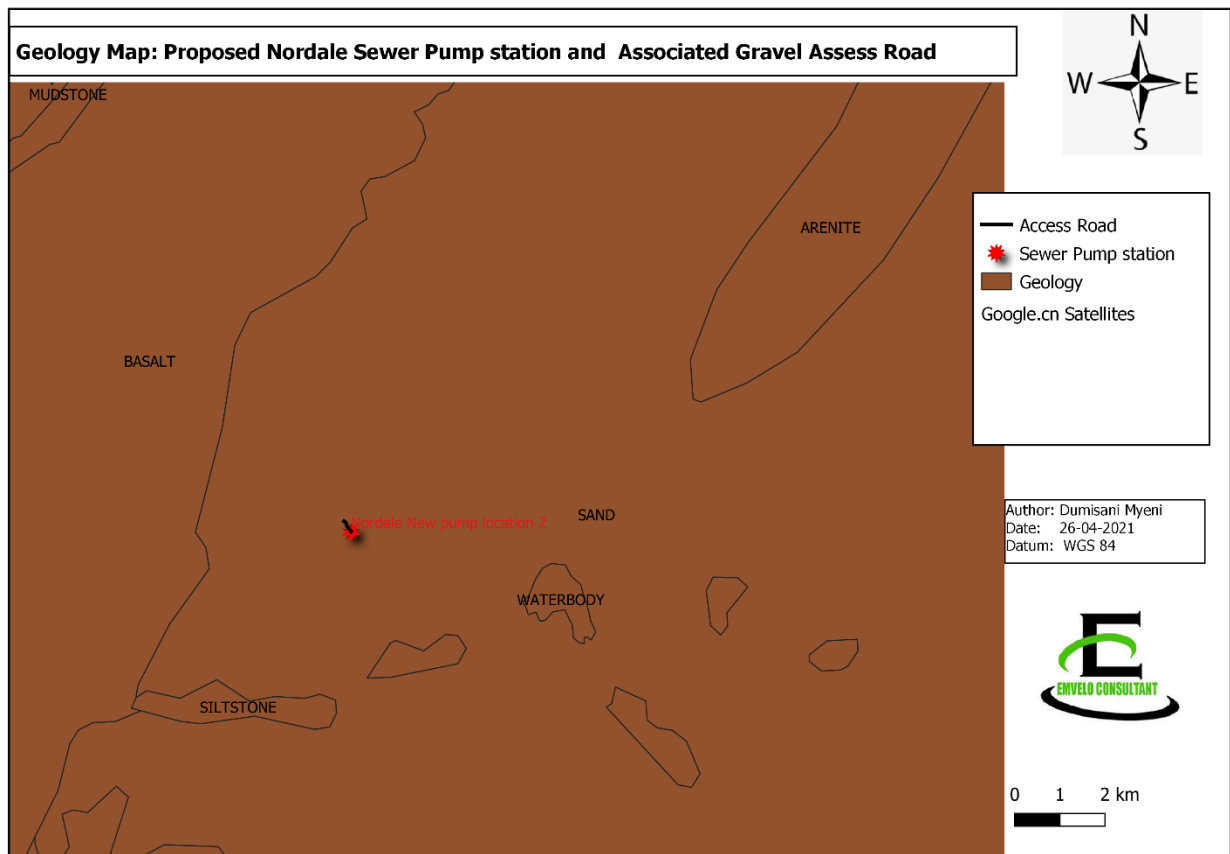 Geology Map: Proposed Nordale Sewer Pump station and Associated Gravel Assess Road
N
W E
S
MUDSTONE
ARENITE
BASALT
Nordale New pump location 2
SAND
WATERBODY
SILTSTONE
Access Road
Sewer Pump station
Geology
Google.cn Satellites
Author: Dumisani Myeni
Date: 26-04-2021
Datum: WGS 84
E
EMVELO CONSULTANT
0 1 2 km